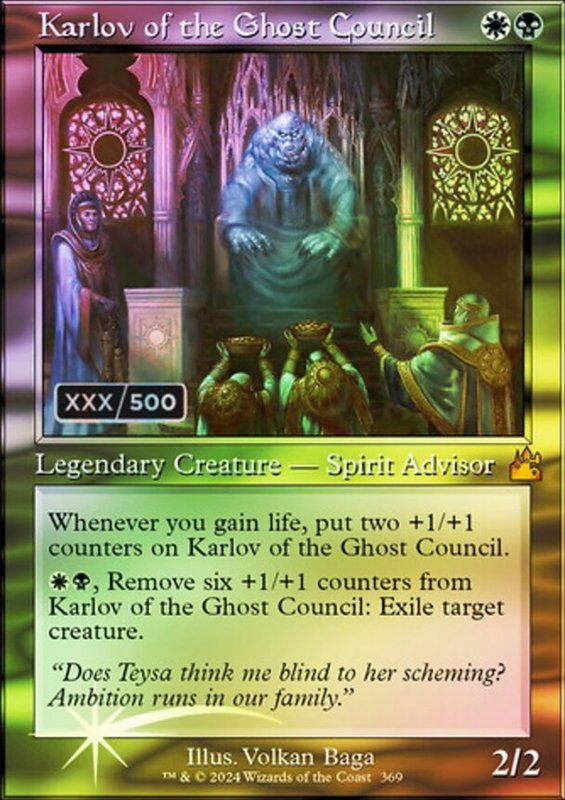 Karlov of the Ghost Council
XXX/500
Legendary Creature — Spirit Advisor
Whenever you gain life, put two +1/+1
counters on Karlov of the Ghost Council.
, Remove six +1/+1 counters from
Karlov of the Ghost Council: Exile target
creature.
“Does Teysa think me blind to her scheming?
Ambition runs in our family.”
Illus. Volkan Baga
™ & © 2024 Wizards of the Coast 369
2/2